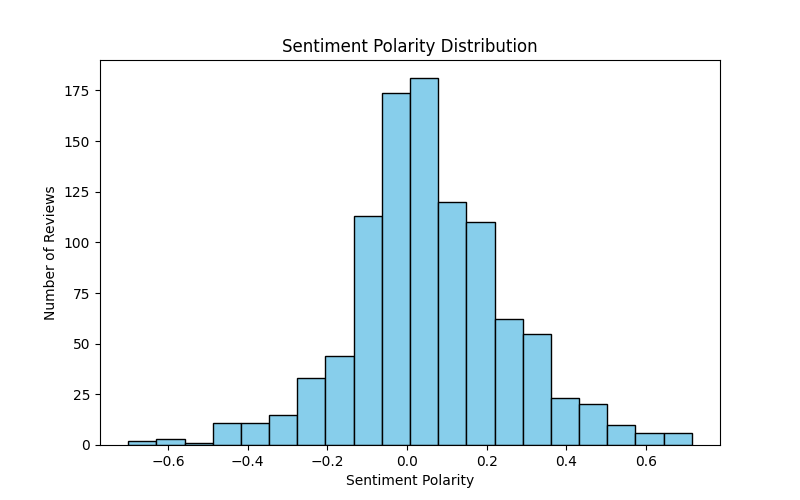 Sentiment Polarity Distribution
Number of Reviews
175
150
125
100
75
50
25
0
−0.6 −0.4 −0.2 0.0 0.2 0.4 0.6
Sentiment Polarity